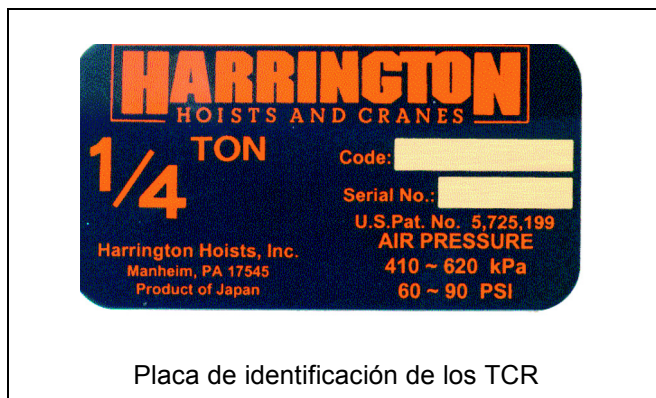 HARRINGTON
HOISTS AND CRANES
1/4 TON
Code:
Serial No.:
U.S.Pat. No. 5,725,199
AIR PRESSURE
410 ~ 620 kPa
60 ~ 90 PSI
Harrington Hoists, Inc.
Manheim, PA 17545
Product of Japan
Placa de identificación de los TCR